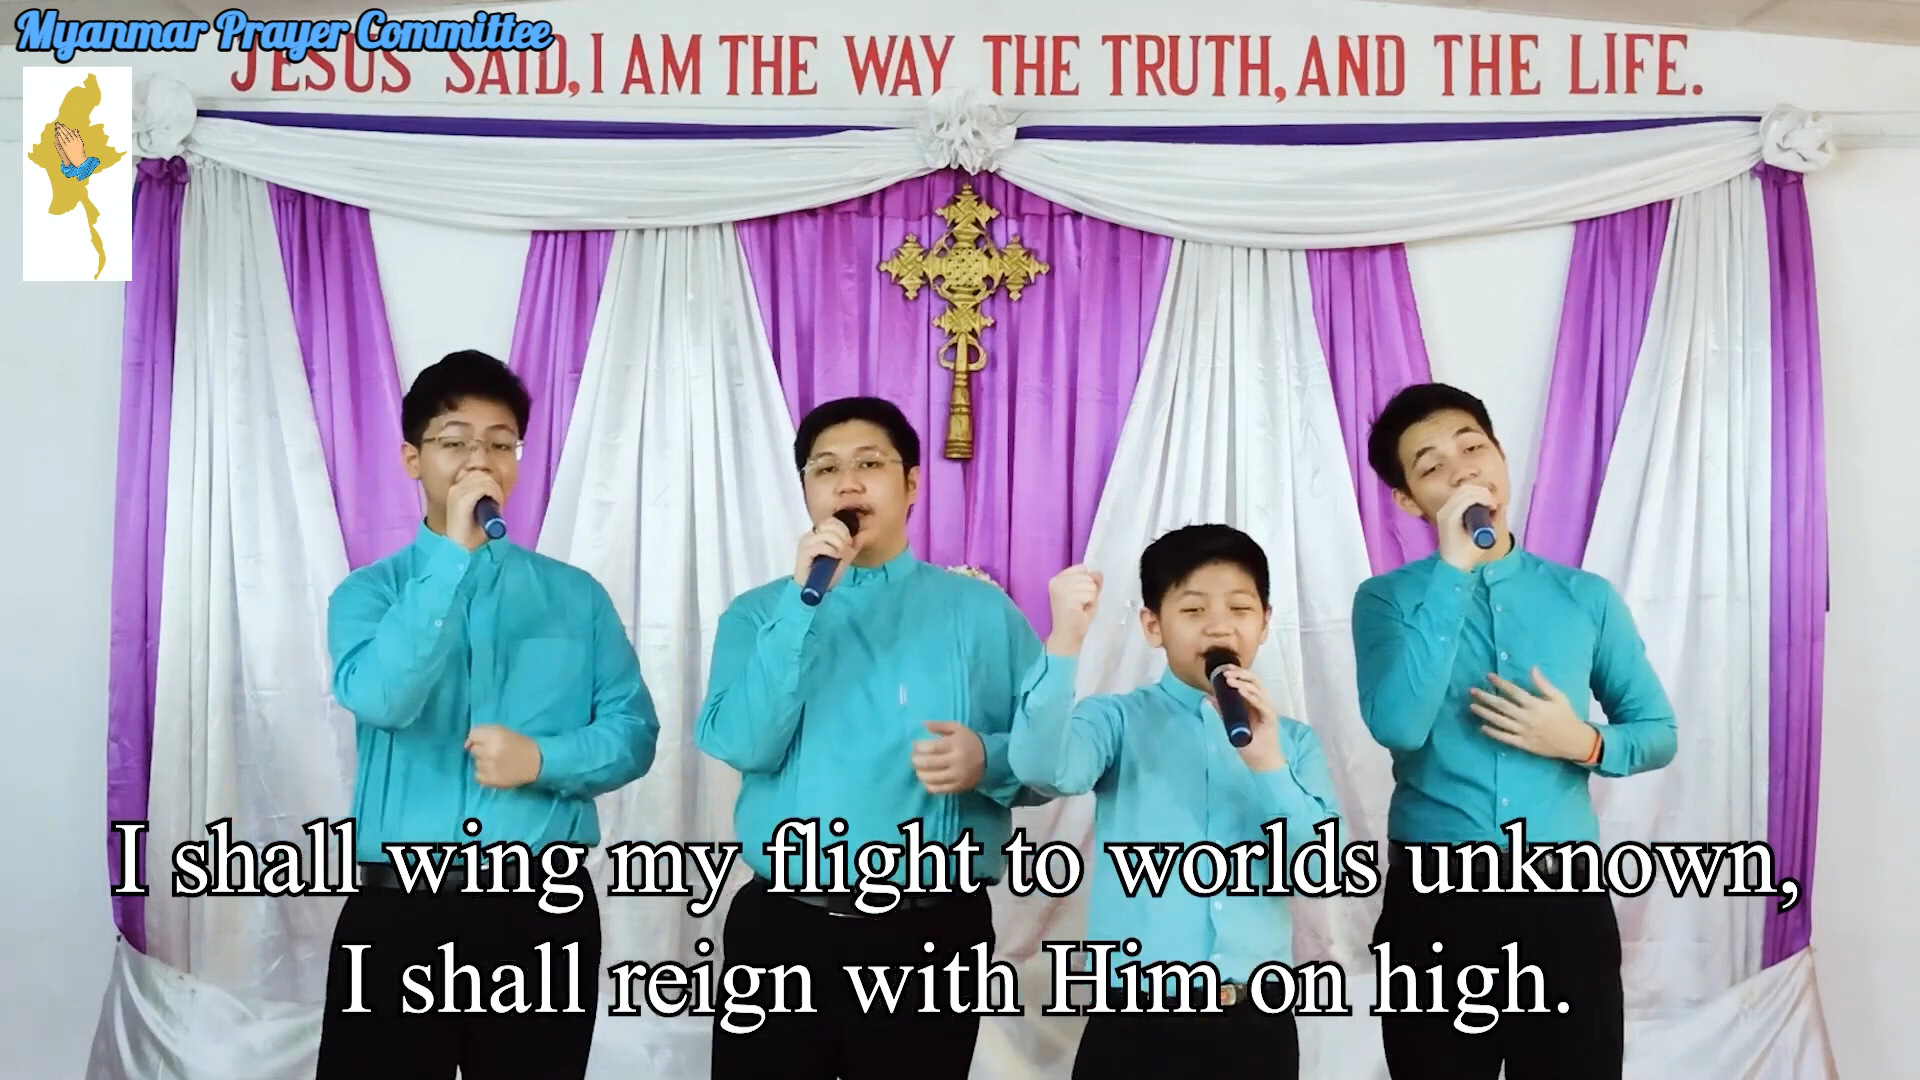 Myanmar Prayer Committee
JESUS SAID, I AM THE WAY THE TRUTH, AND THE LIFE.
I shall wing my flight to worlds unknown,
I shall reign with Him on high.